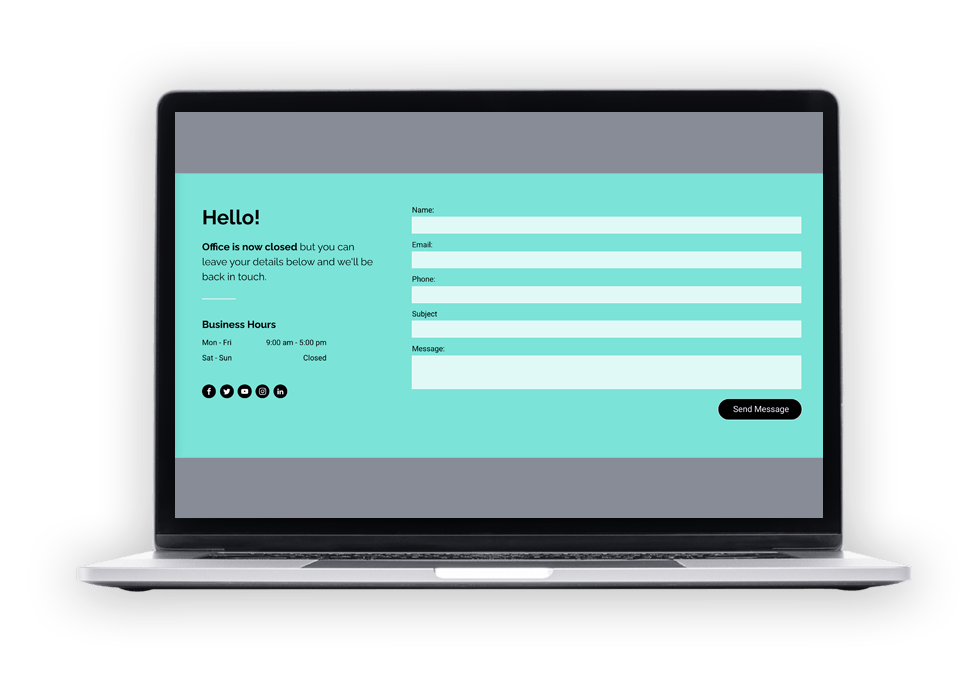 Hello!
Office is now closed but you can
leave your details below and we'll be
back in touch.
Business Hours
Mon - Fri 9:00 am - 5:00 pm
Sat - Sun Closed
Name:
Email:
Phone:
Subject
Message:
Send Message